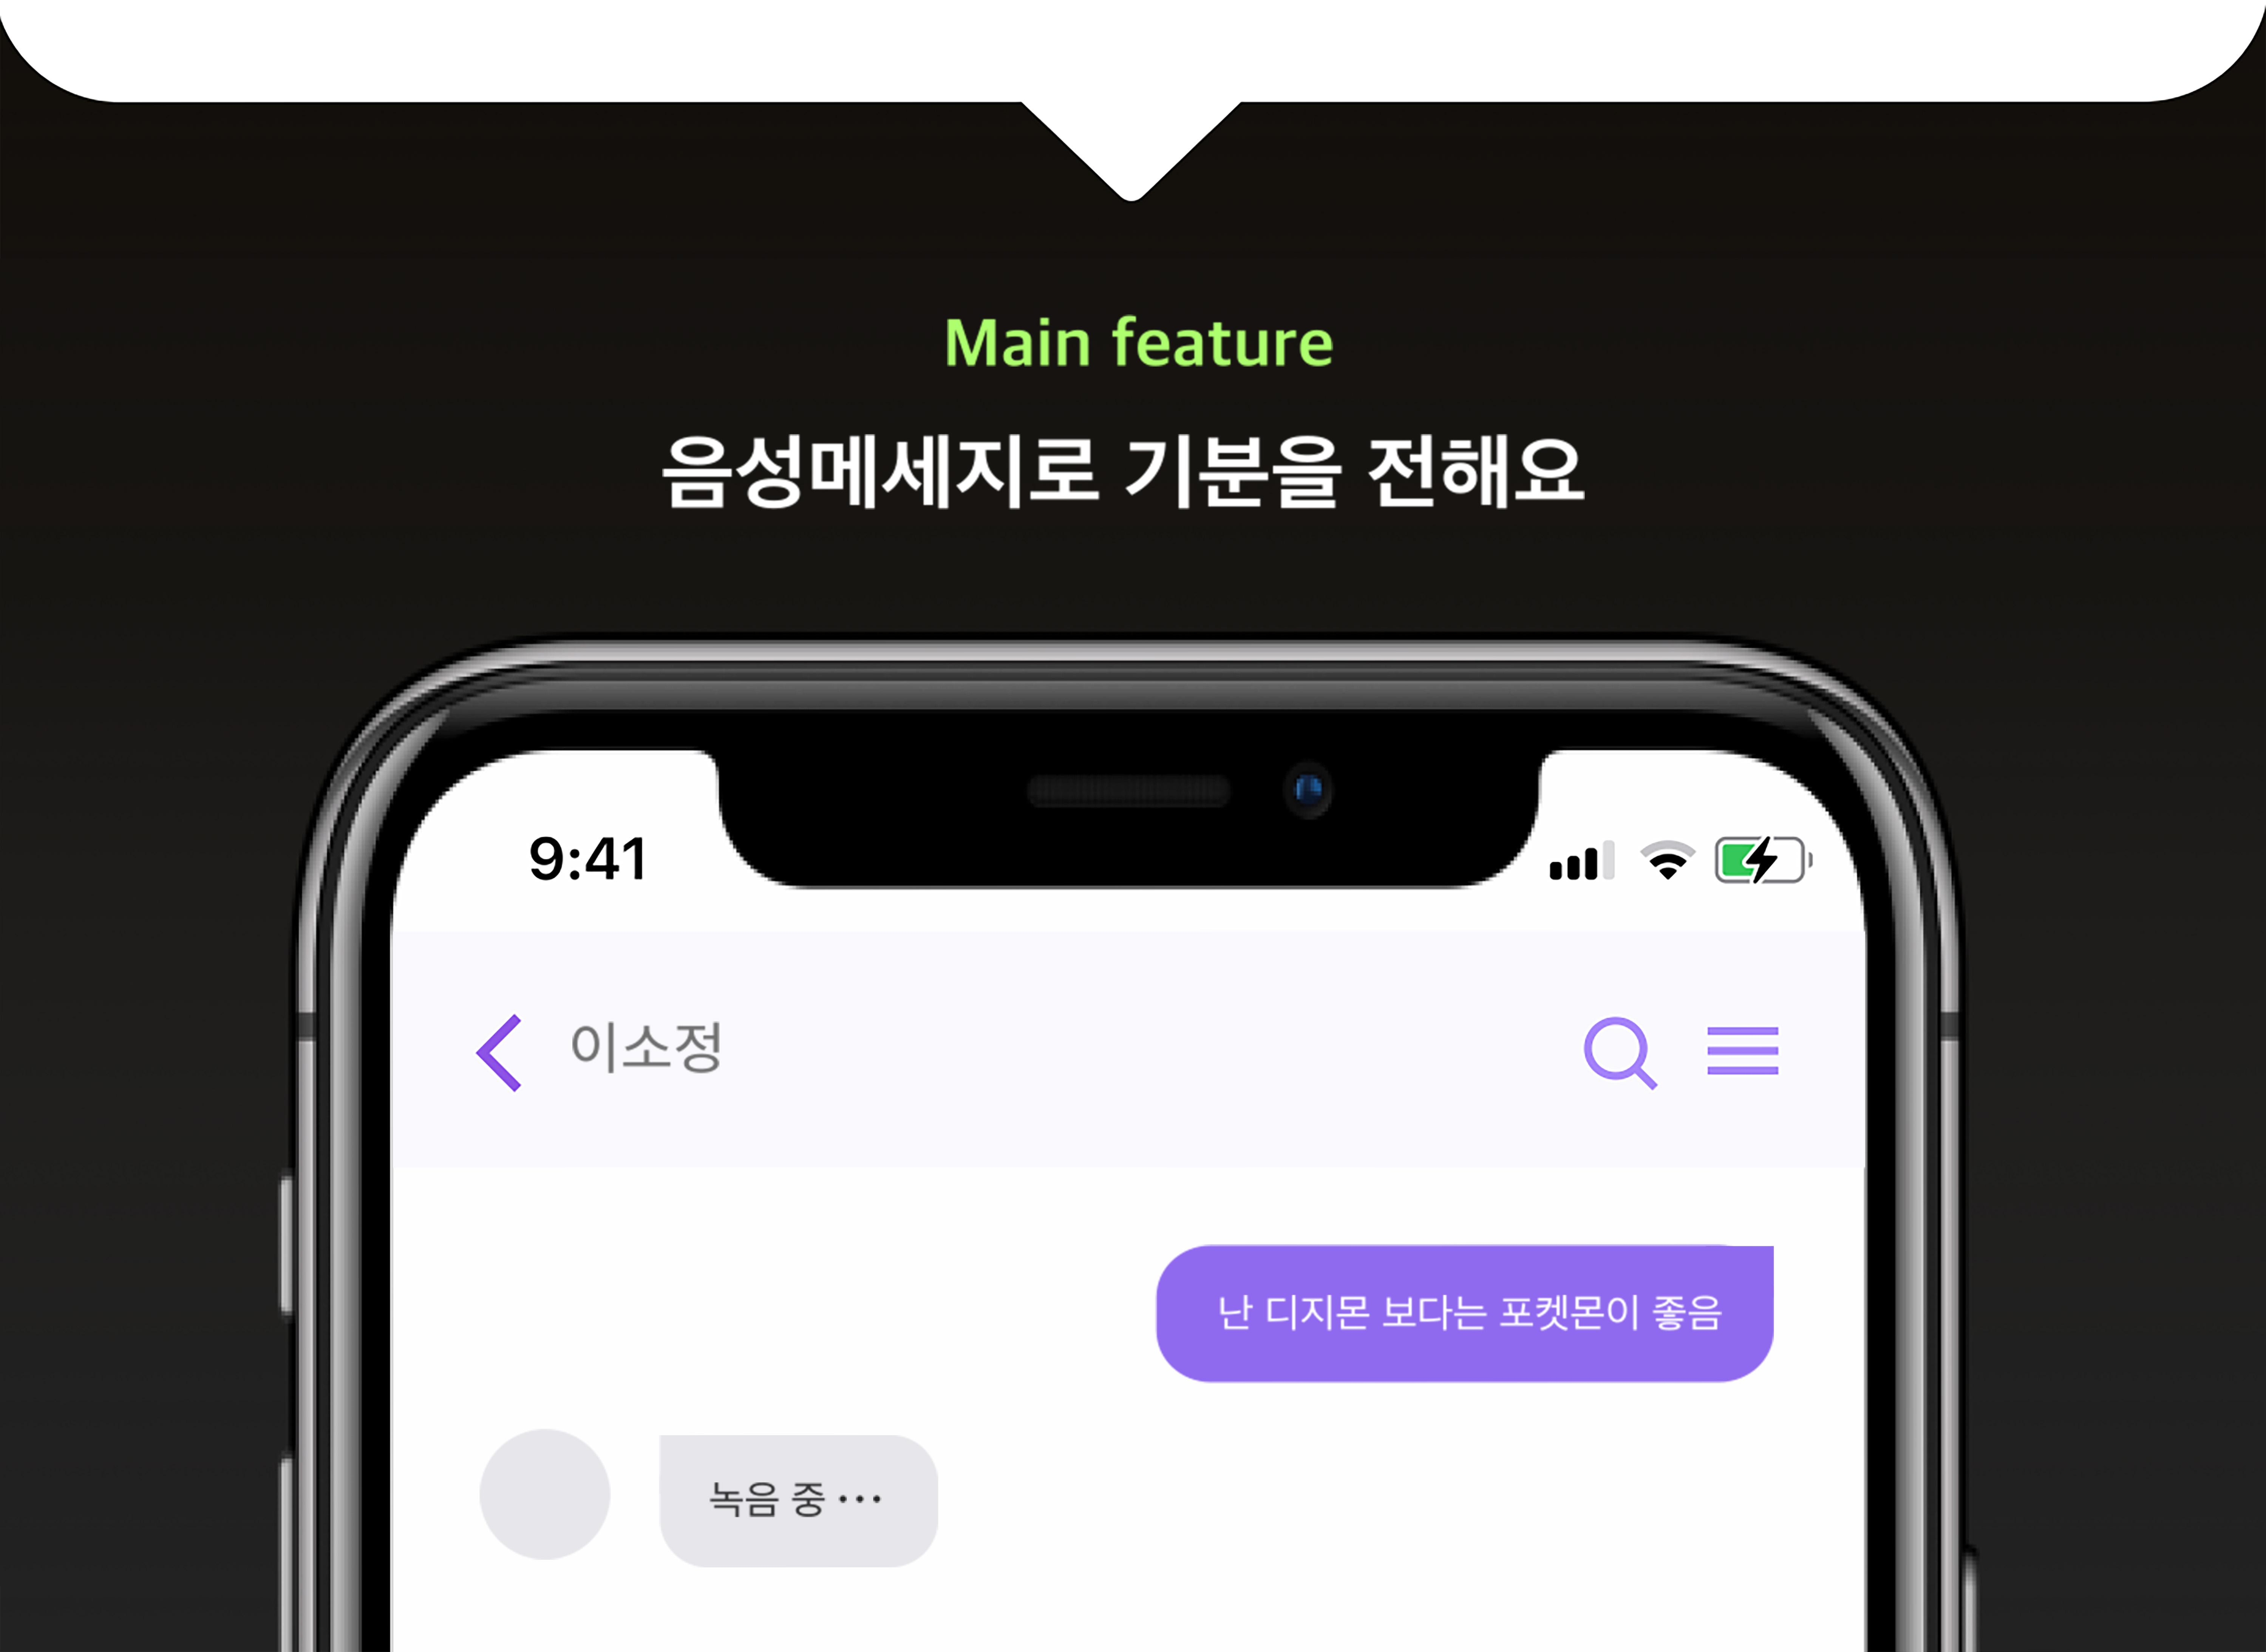 Main feature
음성메세지로 기분을 전해요
9:41
이소정
난 디지몬 보다는 포켓몬이 좋음
녹음 중 •••